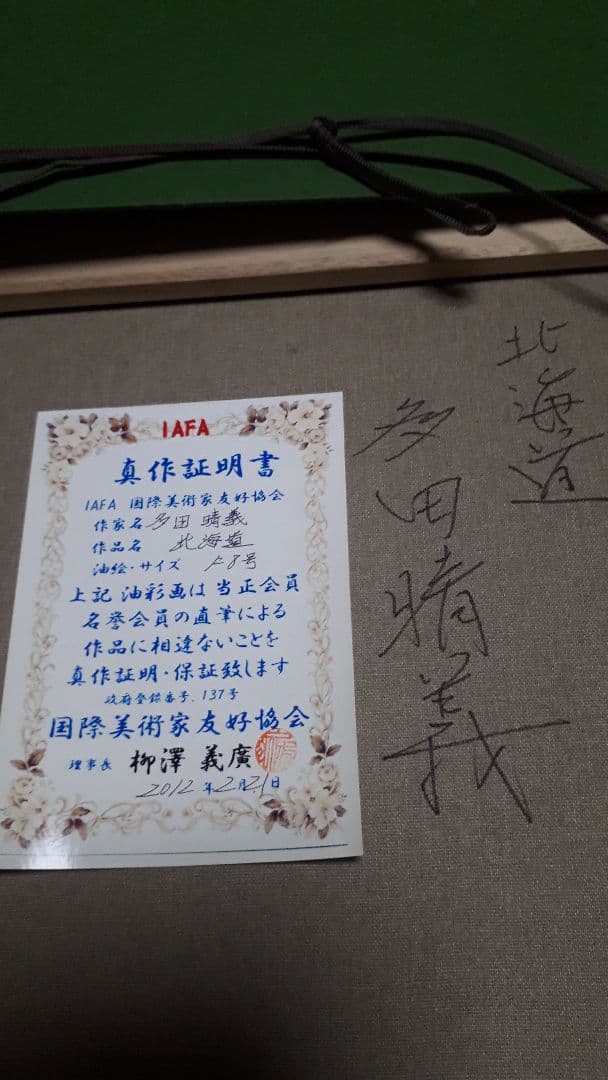 北海道
多田晴義
IAFA
真作証明書
IAFA 国際美術家友好協会
作家名 多田晴義
作品名 北海道
油絵・サイズ F8号
上記 油彩画は 当正会員
名誉会員の直筆による
作品に相違ないことを
真作証明・保証致します
政府登録番号.137号
国際美術家友好協会
理事長 柳澤 義廣
2012年2月21日